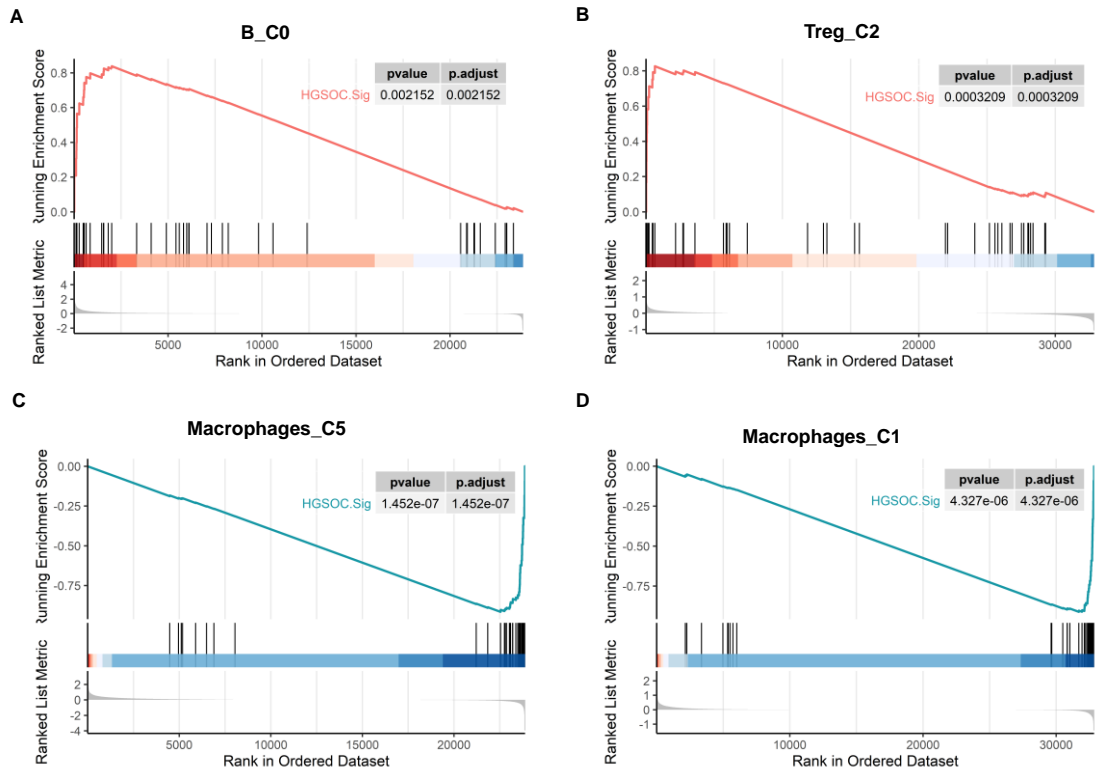 A
B_C0
Running Enrichment Score
0.8
0.6
0.4
0.2
0.0
pvalue p.adjust
HGSOC.Sig 0.002152 0.002152
Ranked List Metric
4
2
0
-2
5000 10000 15000 20000
Rank in Ordered Dataset
B
Treg_C2
Running Enrichment Score
0.8
0.6
0.4
0.2
0.0
pvalue p.adjust
HGSOC.Sig 0.0003209 0.0003209
Ranked List Metric
2
1
0
-1
10000 20000 30000
Rank in Ordered Dataset
C
Macrophages_C5
Running Enrichment Score
0.00
-0.25
-0.50
-0.75
pvalue p.adjust
HGSOC.Sig 1.452e-07 1.452e-07
Ranked List Metric
2
0
-2
-4
5000 10000 15000 20000
Rank in Ordered Dataset
D
Macrophages_C1
Running Enrichment Score
0.00
-0.25
-0.50
-0.75
pvalue p.adjust
HGSOC.Sig 4.327e-06 4.327e-06
Ranked List Metric
2
1
0
-1
10000 20000 30000
Rank in Ordered Dataset